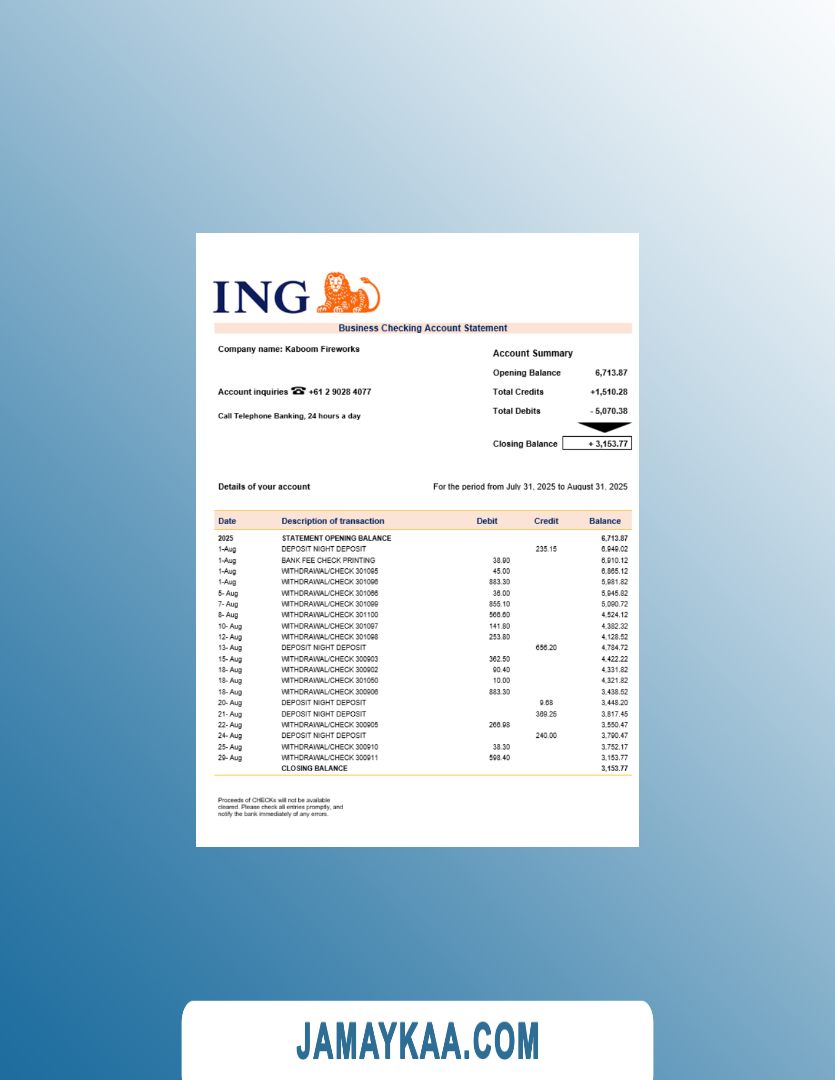 ING
Business Checking Account Statement
Company name: Kaboom Fireworks
Account Summary
Opening Balance 6,713.87
Account inquiries ☎ +61 2 9028 4077
Total Credits +1,510.28
Call Telephone Banking, 24 hours a day
Total Debits - 5,070.38
Closing Balance + 3,153.77
Details of your account For the period from July 31, 2025 to August 31, 2025
Date Description of transaction Debit Credit Balance
2025 STATEMENT OPENING BALANCE 6,713.87
1-Aug DEPOSIT NIGHT DEPOSIT 235.15 6,949.02
1-Aug BANK FEE CHECK PRINTING 38.90 6,910.12
1-Aug WITHDRAWAL/CHECK 301095 45.00 6,865.12
1-Aug WITHDRAWAL/CHECK 301096 883.30 5,981.82
5- Aug WITHDRAWAL/CHECK 301066 36.00 5,945.82
7- Aug WITHDRAWAL/CHECK 301099 855.10 5,090.72
8- Aug WITHDRAWAL/CHECK 301100 566.60 4,524.12
10- Aug WITHDRAWAL/CHECK 301097 141.80 4,382.32
12- Aug WITHDRAWAL/CHECK 301098 253.80 4,128.52
13- Aug DEPOSIT NIGHT DEPOSIT 656.20 4,784.72
15- Aug WITHDRAWAL/CHECK 300903 362.50 4,422.22
18- Aug WITHDRAWAL/CHECK 300902 90.40 4,331.82
18- Aug WITHDRAWAL/CHECK 301050 10.00 4,321.82
18- Aug WITHDRAWAL/CHECK 300906 883.30 3,438.52
20- Aug DEPOSIT NIGHT DEPOSIT 9.68 3,448.20
21- Aug DEPOSIT NIGHT DEPOSIT 369.25 3,817.45
22- Aug WITHDRAWAL/CHECK 300905 266.98 3,550.47
24- Aug DEPOSIT NIGHT DEPOSIT 240.00 3,790.47
25- Aug WITHDRAWAL/CHECK 300910 38.30 3,752.17
29- Aug WITHDRAWAL/CHECK 300911 598.40 3,153.77
CLOSING BALANCE 3,153.77
Proceeds of CHECKs will not be available
cleared. Please check all entries promptly, and
notify the bank immediately of any errors.
JAMAYKAA.COM